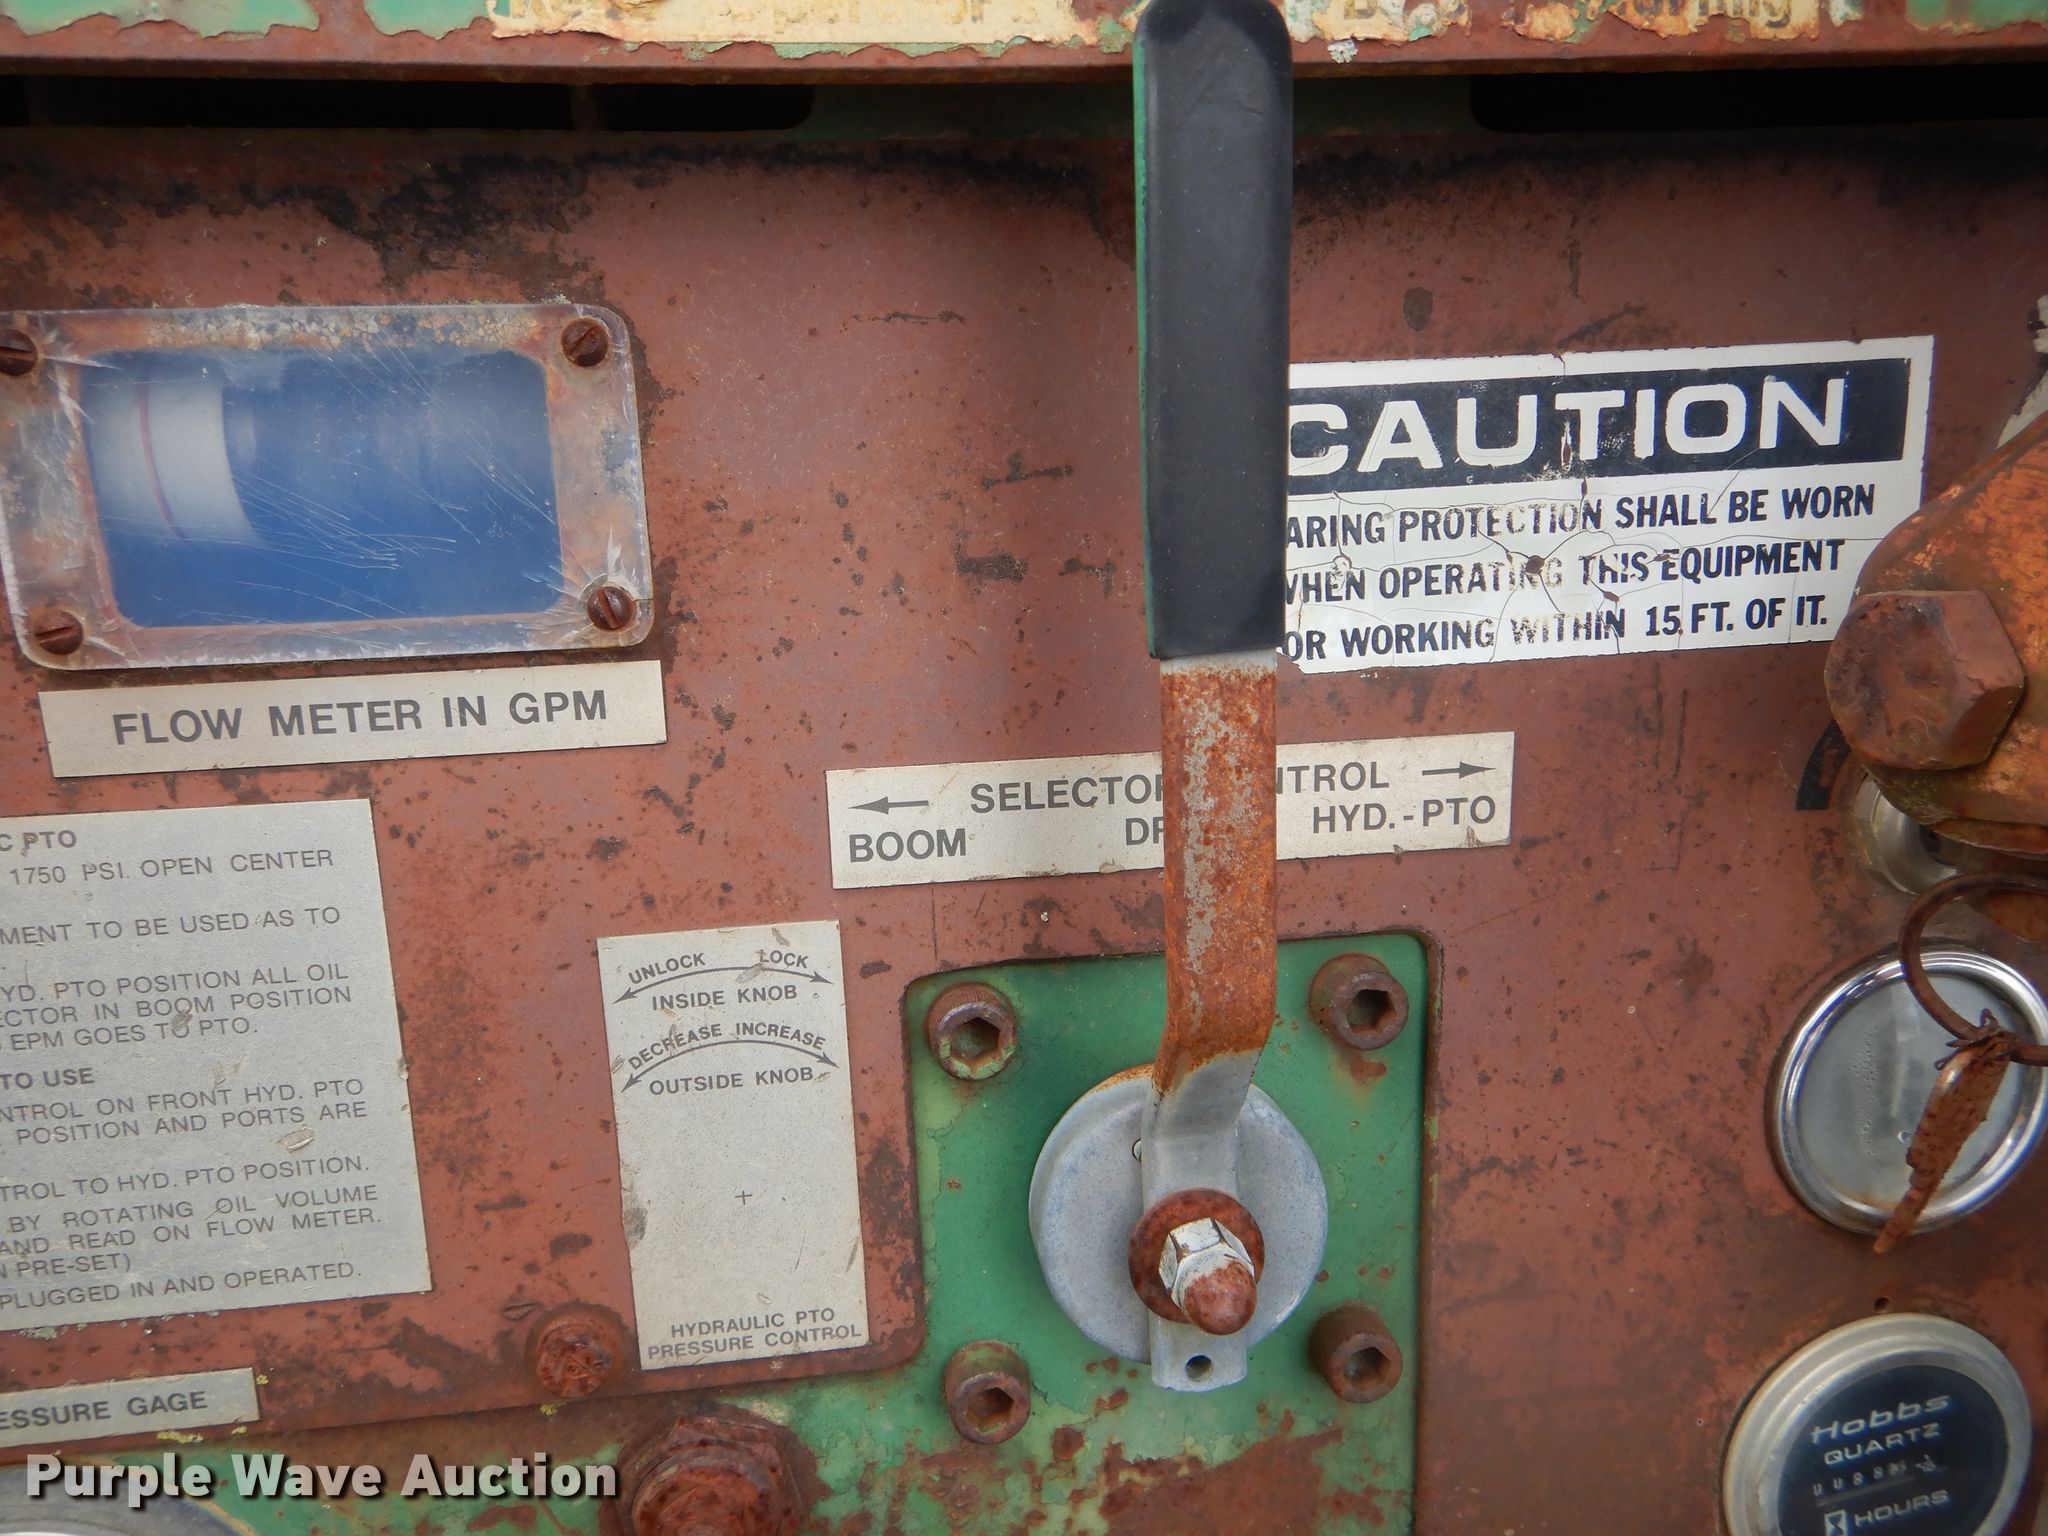 CAUTION
ARING PROTECTION SHALL BE WORN
WHEN OPERATING THIS EQUIPMENT
OR WORKING WITHIN 15 FT. OF IT.
FLOW METER IN GPM
SELECTOR NTROL
BOOM HYD.-PTO
C PTO
1750 PSI. OPEN CENTER
MENT TO BE USED AS TO
YD. PTO POSITION ALL OIL
ECTOR IN BOOM POSITION
EPM GOES TO PTO.
TO USE
NTROL ON FRONT HYD. PTO
POSITION AND PORTS ARE
TROL TO HYD. PTO POSITION.
BY ROTATING OIL VOLUME
AND READ ON FLOW METER.
N PRE-SET)
PLUGGED IN AND OPERATED.
UNLOCK LOCK
INSIDE KNOB
DECREASE INCREASE
OUTSIDE KNOB
+
HYDRAULIC PTO
PRESSURE CONTROL
ESSURE GAGE
Hobbs
QUARTZ
HOURS
Purple Wave Auction